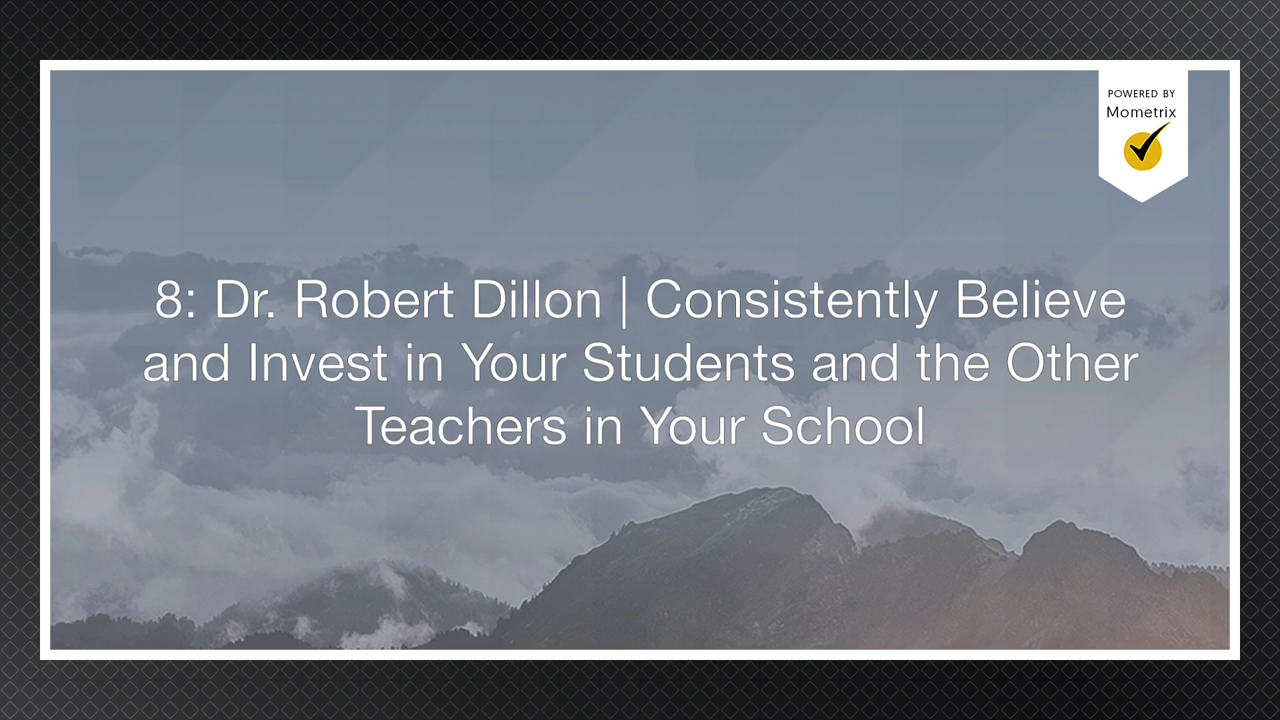 POWERED BY
Mometrix
8: Dr. Robert Dillon | Consistently Believe
and Invest in Your Students and the Other
Teachers in Your School